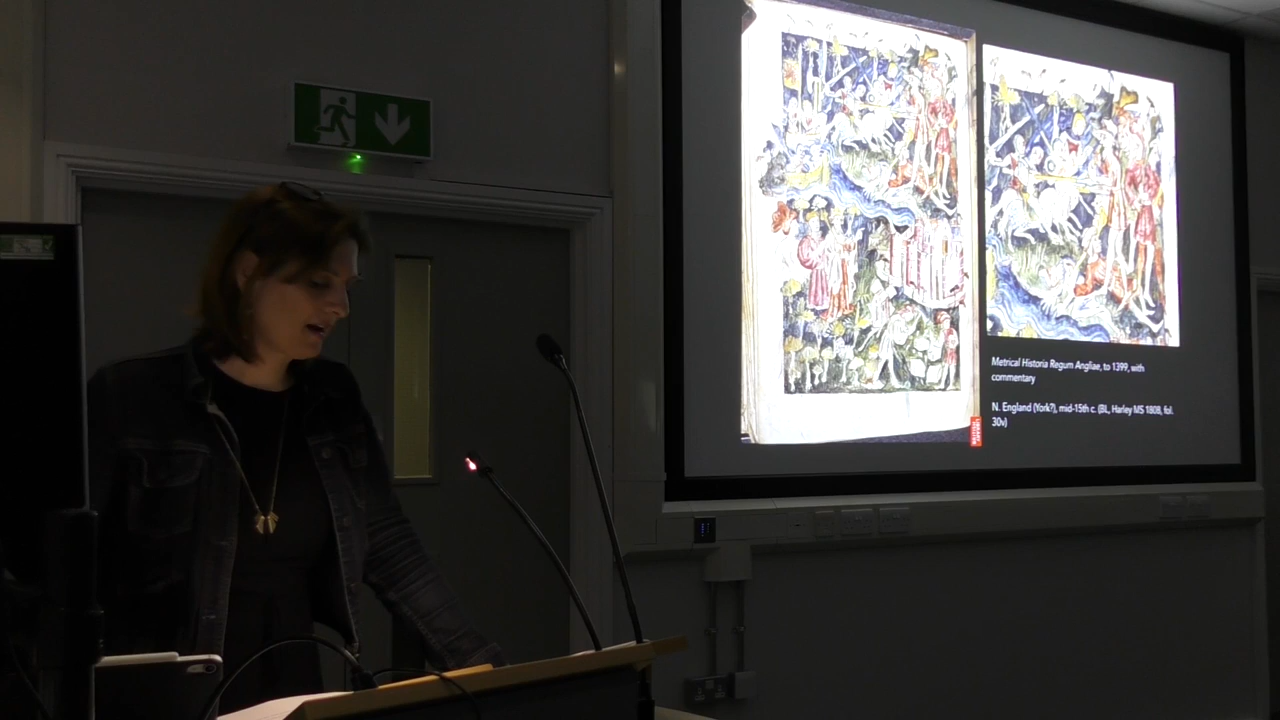 Metrical Historia Regum Angliae, to 1399, with
commentary
N. England (York?), mid-15th c. (BL, Harley MS 1808, fol.
30v)